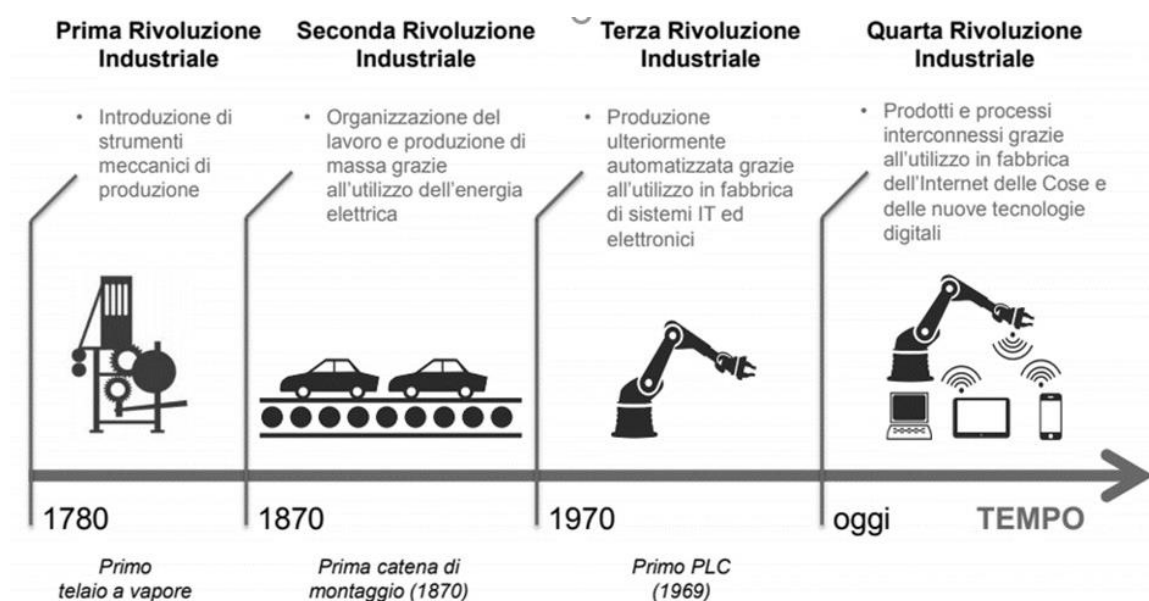 Prima Rivoluzione
Industriale
• Introduzione di
strumenti
meccanici di
produzione
Seconda Rivoluzione
Industriale
• Organizzazione del
lavoro e produzione di
massa grazie
all'utilizzo dell'energia
elettrica
Terza Rivoluzione
Industriale
• Produzione
ulteriormente
automatizzata grazie
all'utilizzo in fabbrica
di sistemi IT ed
elettronici
Quarta Rivoluzione
Industriale
• Prodotti e processi
interconnessi grazie
all'utilizzo in fabbrica
dell'Internet delle Cose e
delle nuove tecnologie
digitali
1780
1870
1970
oggi
TEMPO
Primo
telaio a vapore
Prima catena di
montaggio (1870)
Primo PLC
(1969)